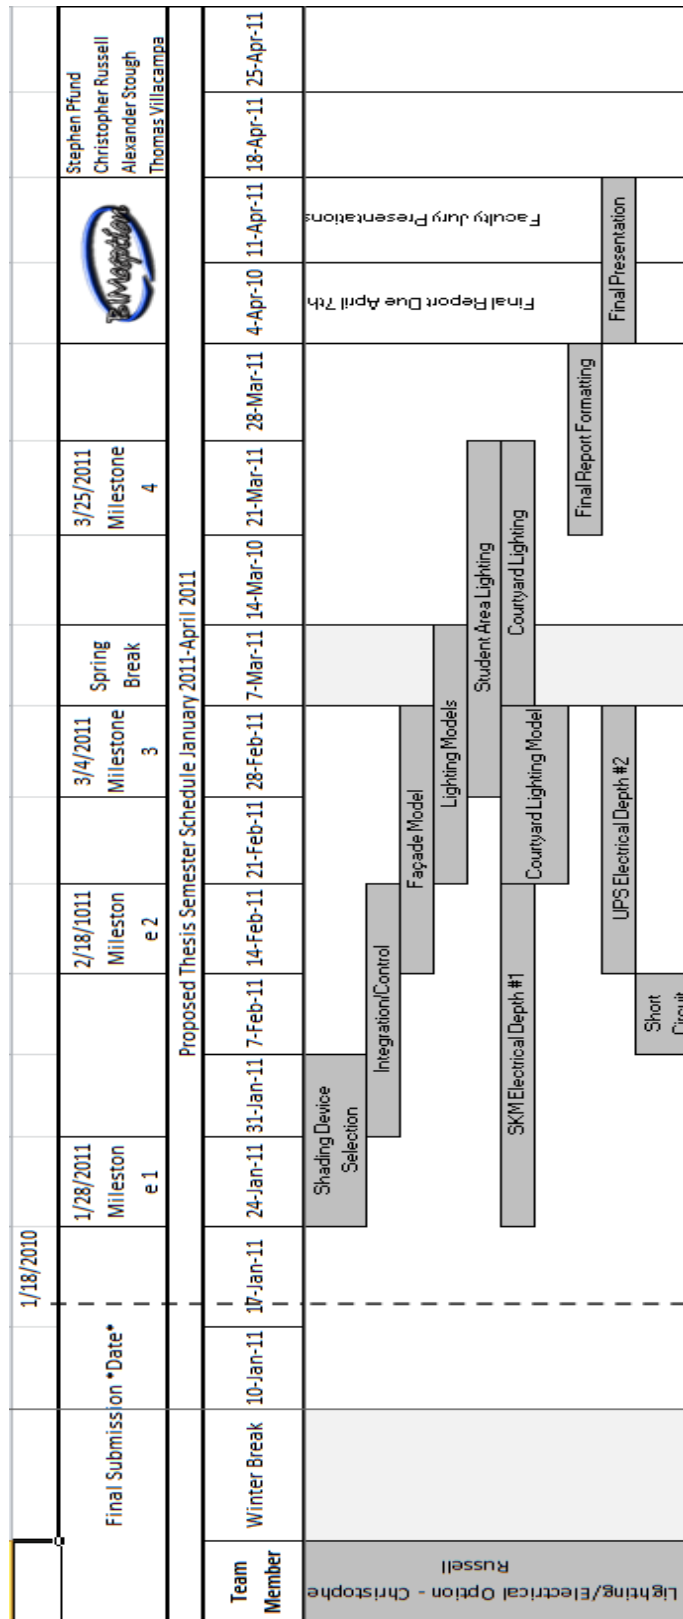 1/18/2010
Final Submission *Date*
1/28/2011
Mileston
e 1
2/18/1011
Mileston
e 2
3/4/2011
Milestone
3
Spring
Break
3/25/2011
Milestone
4
BIMception
Stephen Pfund
Christopher Russell
Alexander Stough
Thomas Villacampa
Proposed Thesis Semester Schedule January 2011-April 2011
Team
Member
Winter Break
10-Jan-11
17-Jan-11
24-Jan-11
31-Jan-11
7-Feb-11
14-Feb-11
21-Feb-11
28-Feb-11
7-Mar-11
14-Mar-10
21-Mar-11
28-Mar-11
4-Apr-10
11-Apr-11
18-Apr-11
25-Apr-11
Lighting/Electrical Option - Christophe
Russell
Shading Device
Selection
Integration/Control
Façade Model
Lighting Models
Student Area Lighting
SKM Electrical Depth #1
Courtyard Lighting Model
Courtyard Lighting
Final Report Formatting
UPS Electrical Depth #2
Final Presentation
Short
Circuit
Final Report Due April 7th
Faculty Jury Presentations